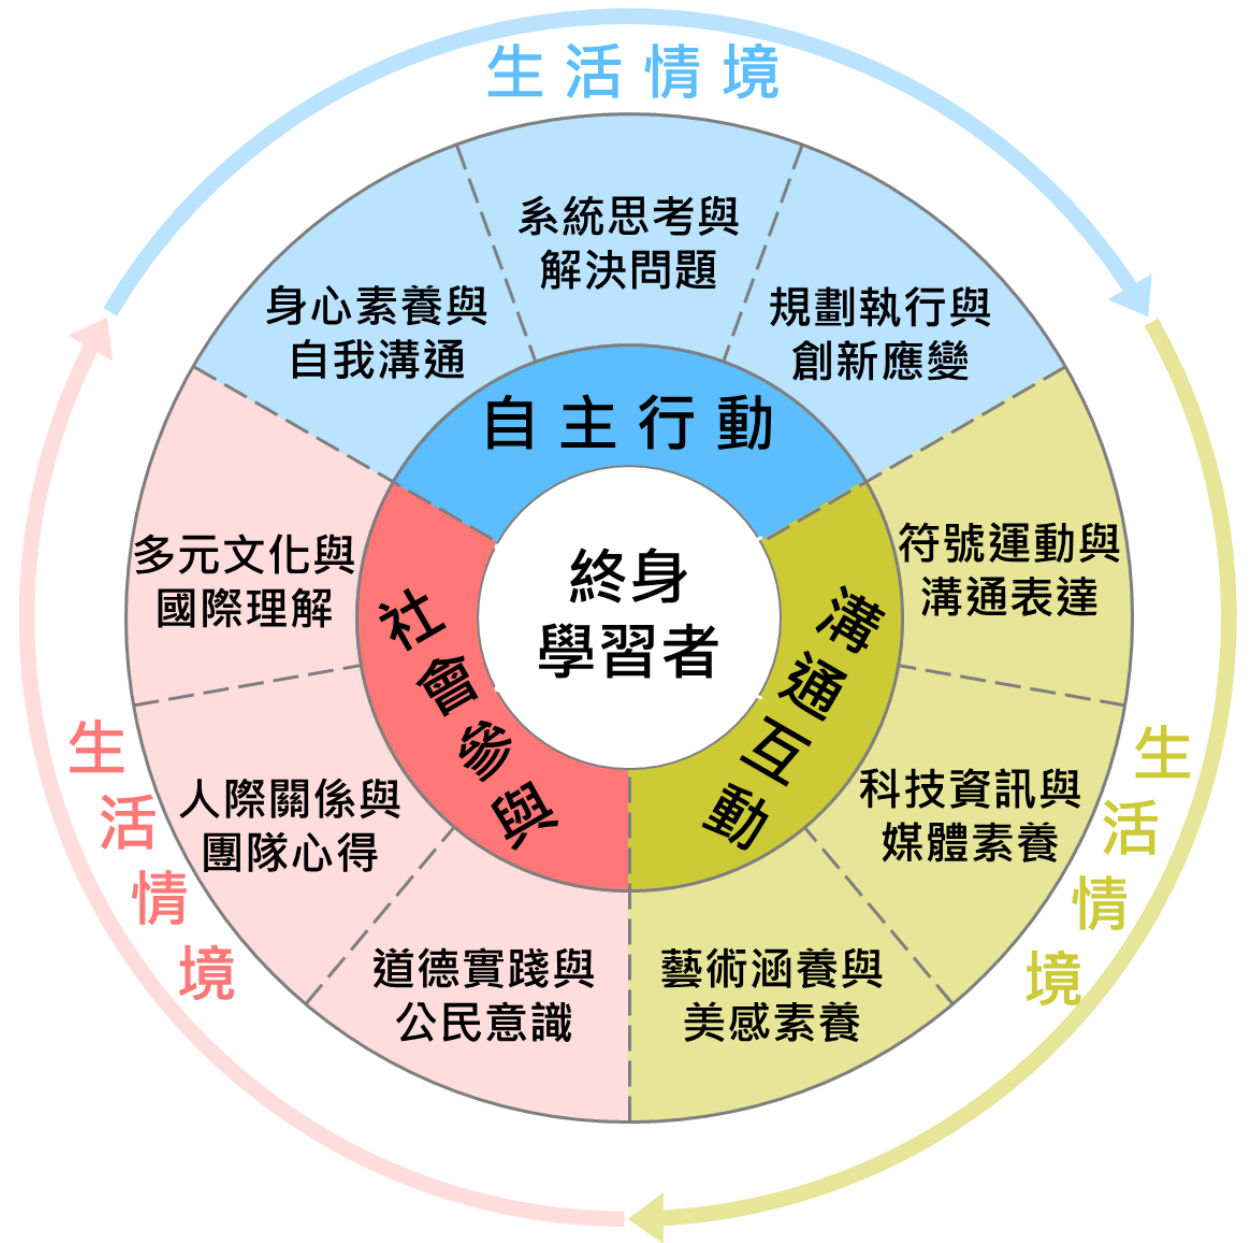 生活情境
系統思考與
解決問題
身心素養與
自我溝通
規劃執行與
創新應變
自主行動
多元文化與
國際理解
符號運動與
溝通表達
終身
學習者
社會參與
溝通互動
生活情境
人際關係與
團隊心得
科技資訊與
媒體素養
生活情境
道德實踐與
公民意識
藝術涵養與
美感素養